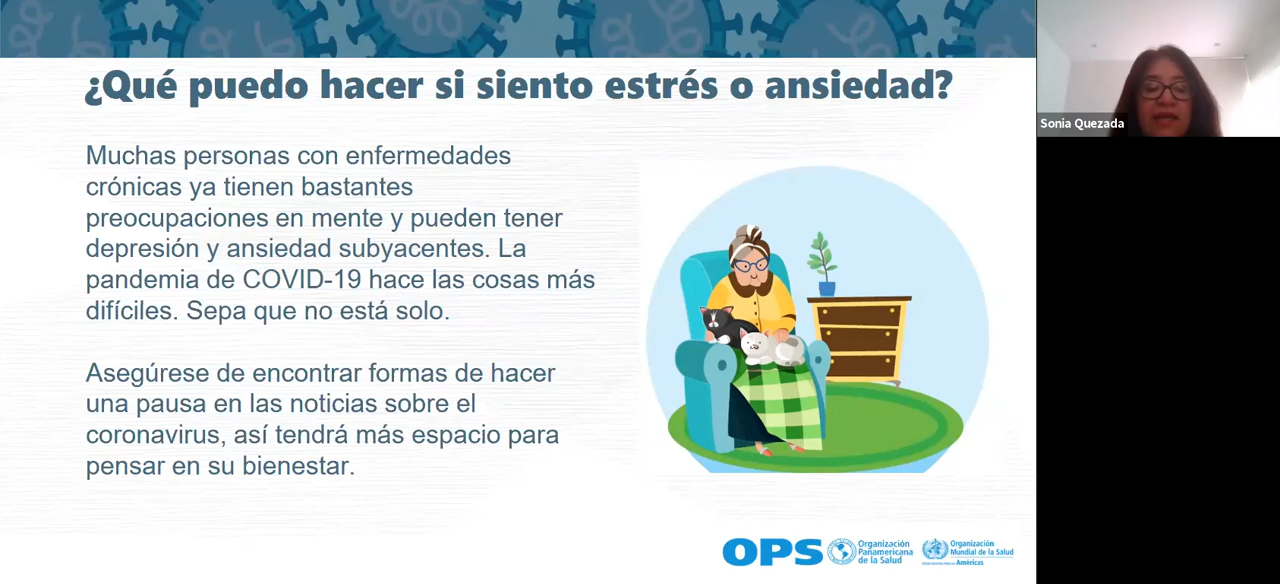 ¿Qué puedo hacer si siento estrés o ansiedad?
Muchas personas con enfermedades
crónicas ya tienen bastantes
preocupaciones en mente y pueden tener
depresión y ansiedad subyacentes. La
pandemia de COVID-19 hace las cosas más
difíciles. Sepa que no está solo.
Asegúrese de encontrar formas de hacer
una pausa en las noticias sobre el
coronavirus, así tendrá más espacio para
pensar en su bienestar.
Sonia Quezada
OPS
Organización
Panamericana
de la Salud
Organización
Mundial de la Salud
Américas